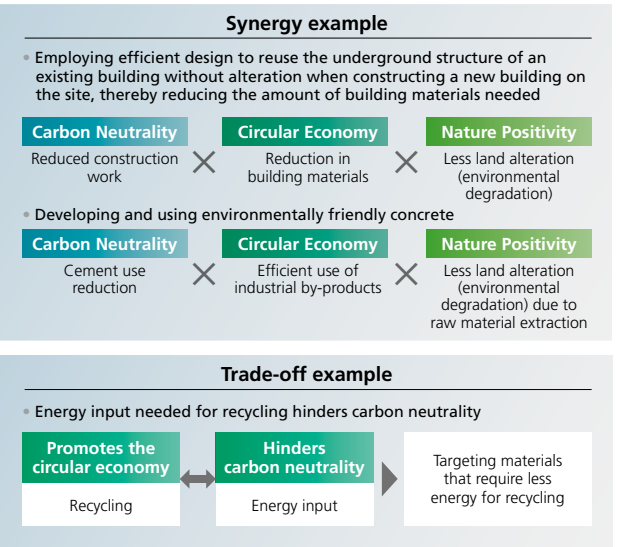 Synergy example
• Employing efficient design to reuse the underground structure of an
existing building without alteration when constructing a new building on
the site, thereby reducing the amount of building materials needed
Carbon Neutrality × Circular Economy × Nature Positivity
Reduced construction
work
Reduction in
building materials
Less land alteration
(environmental
degradation)
• Developing and using environmentally friendly concrete
Carbon Neutrality × Circular Economy × Nature Positivity
Cement use
reduction
Efficient use of
industrial by-products
Less land alteration
(environmental
degradation) due to
raw material extraction
Trade-off example
• Energy input needed for recycling hinders carbon neutrality
Promotes the
circular economy
Recycling
Hinders
carbon neutrality
Energy input
Targeting materials
that require less
energy for recycling